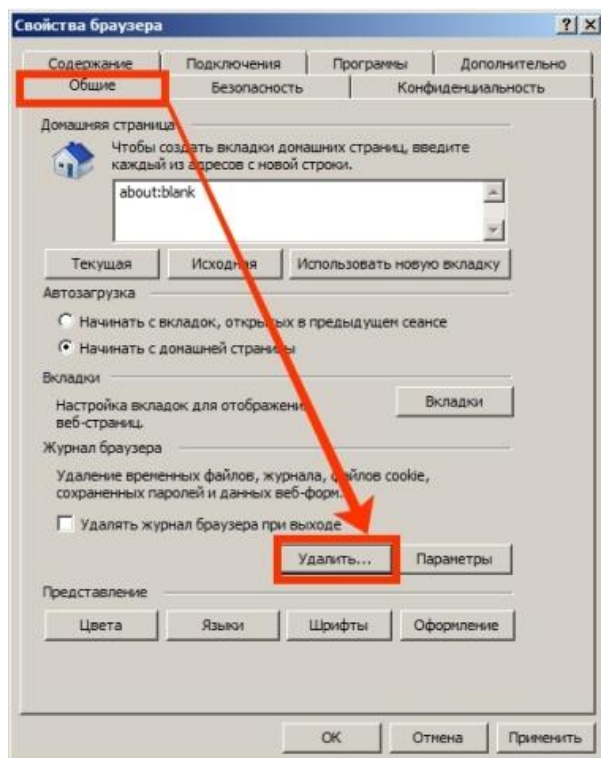 Свойства браузера
Содержание Подключения Программы Дополнительно
Общие Безопасность Конфиденциальность
Домашняя страница
Чтобы создать вкладки домашних страниц, введите
каждый из адресов с новой строки.
about:blank
Текущая Исходная Использовать новую вкладку
Автозагрузка
Начинать с вкладок, открытых в предыдущем сеансе
Начинать с домашней страницы
Вкладки
Настройка вкладок для отображения Вкладки
веб-страниц.
Журнал браузера
Удаление временных файлов, журнала, файлов cookie,
сохраненных паролей и данных веб-форм.
Удалять журнал браузера при выходе
Удалить... Параметры
Представление
Цвета Языки Шрифты Оформление
OK Отмена Применить